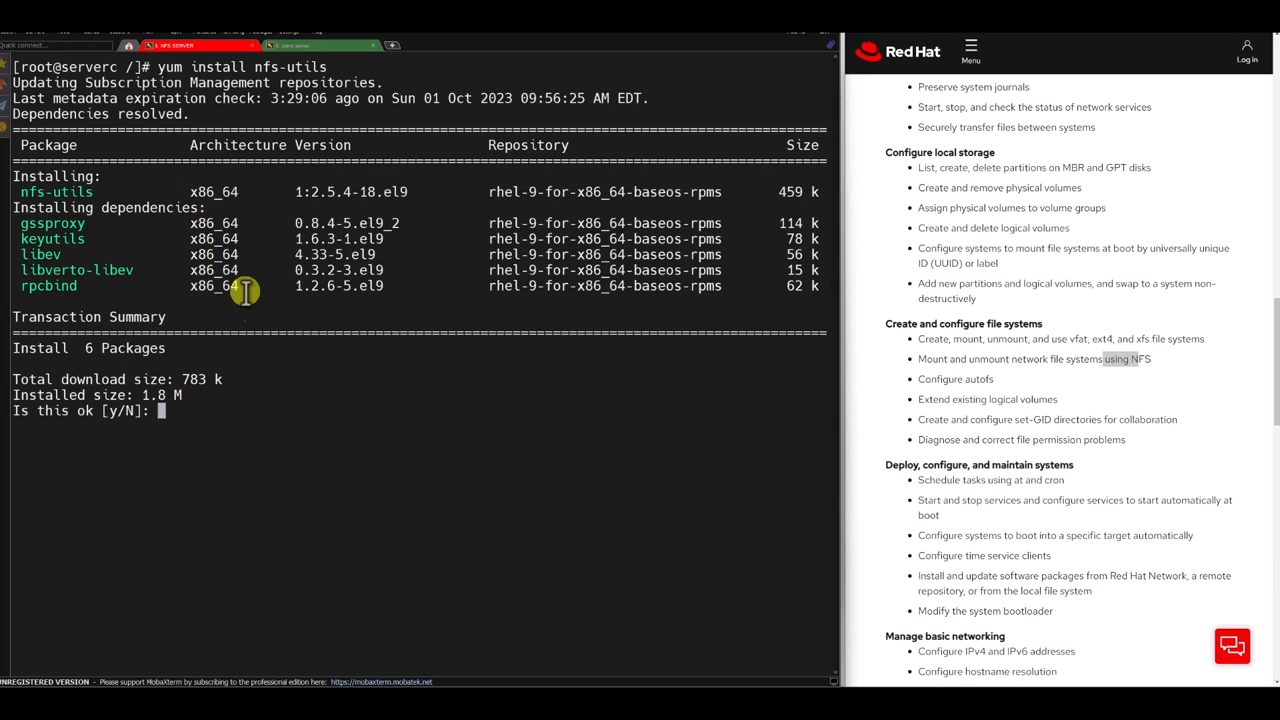 Quick connect...
3. NFS SERVER
[root@serverc /]# yum install nfs-utils
Updating Subscription Management repositories.
Last metadata expiration check: 3:29:06 ago on Sun 01 Oct 2023 09:56:25 AM EDT.
Dependencies resolved.
Package Architecture Version Repository Size
Installing:
nfs-utils x86_64 1:2.5.4-18.el9 rhel-9-for-x86_64-baseos-rpms 459 k
Installing dependencies:
gssproxy x86_64 0.8.4-5.el9_2 rhel-9-for-x86_64-baseos-rpms 114 k
keyutils x86_64 1.6.3-1.el9 rhel-9-for-x86_64-baseos-rpms 78 k
libev x86_64 4.33-5.el9 rhel-9-for-x86_64-baseos-rpms 56 k
libverto-libev x86_64 0.3.2-3.el9 rhel-9-for-x86_64-baseos-rpms 15 k
rpcbind x86_64 1.2.6-5.el9 rhel-9-for-x86_64-baseos-rpms 62 k
Transaction Summary
Install 6 Packages
Total download size: 783 k
Installed size: 1.8 M
Is this ok [y/N]:
UNREGISTERED VERSION - Please support MobaXterm by subscribing to the professional edition here: https://mobaxterm.mobatek.net
Red Hat
Menu
Log in
Preserve system journals
Start, stop, and check the status of network services
Securely transfer files between systems
Configure local storage
List, create, delete partitions on MBR and GPT disks
Create and remove physical volumes
Assign physical volumes to volume groups
Create and delete logical volumes
Configure systems to mount file systems at boot by universally unique
ID (UUID) or label
Add new partitions and logical volumes, and swap to a system non-
destructively
Create and configure file systems
Create, mount, unmount, and use vfat, ext4, and xfs file systems
Mount and unmount network file systems using NFS
Configure autofs
Extend existing logical volumes
Create and configure set-GID directories for collaboration
Diagnose and correct file permission problems
Deploy, configure, and maintain systems
Schedule tasks using at and cron
Start and stop services and configure services to start automatically at
boot
Configure systems to boot into a specific target automatically
Configure time service clients
Install and update software packages from Red Hat Network, a remote
repository, or from the local file system
Modify the system bootloader
Manage basic networking
Configure IPv4 and IPv6 addresses
Configure hostname resolution